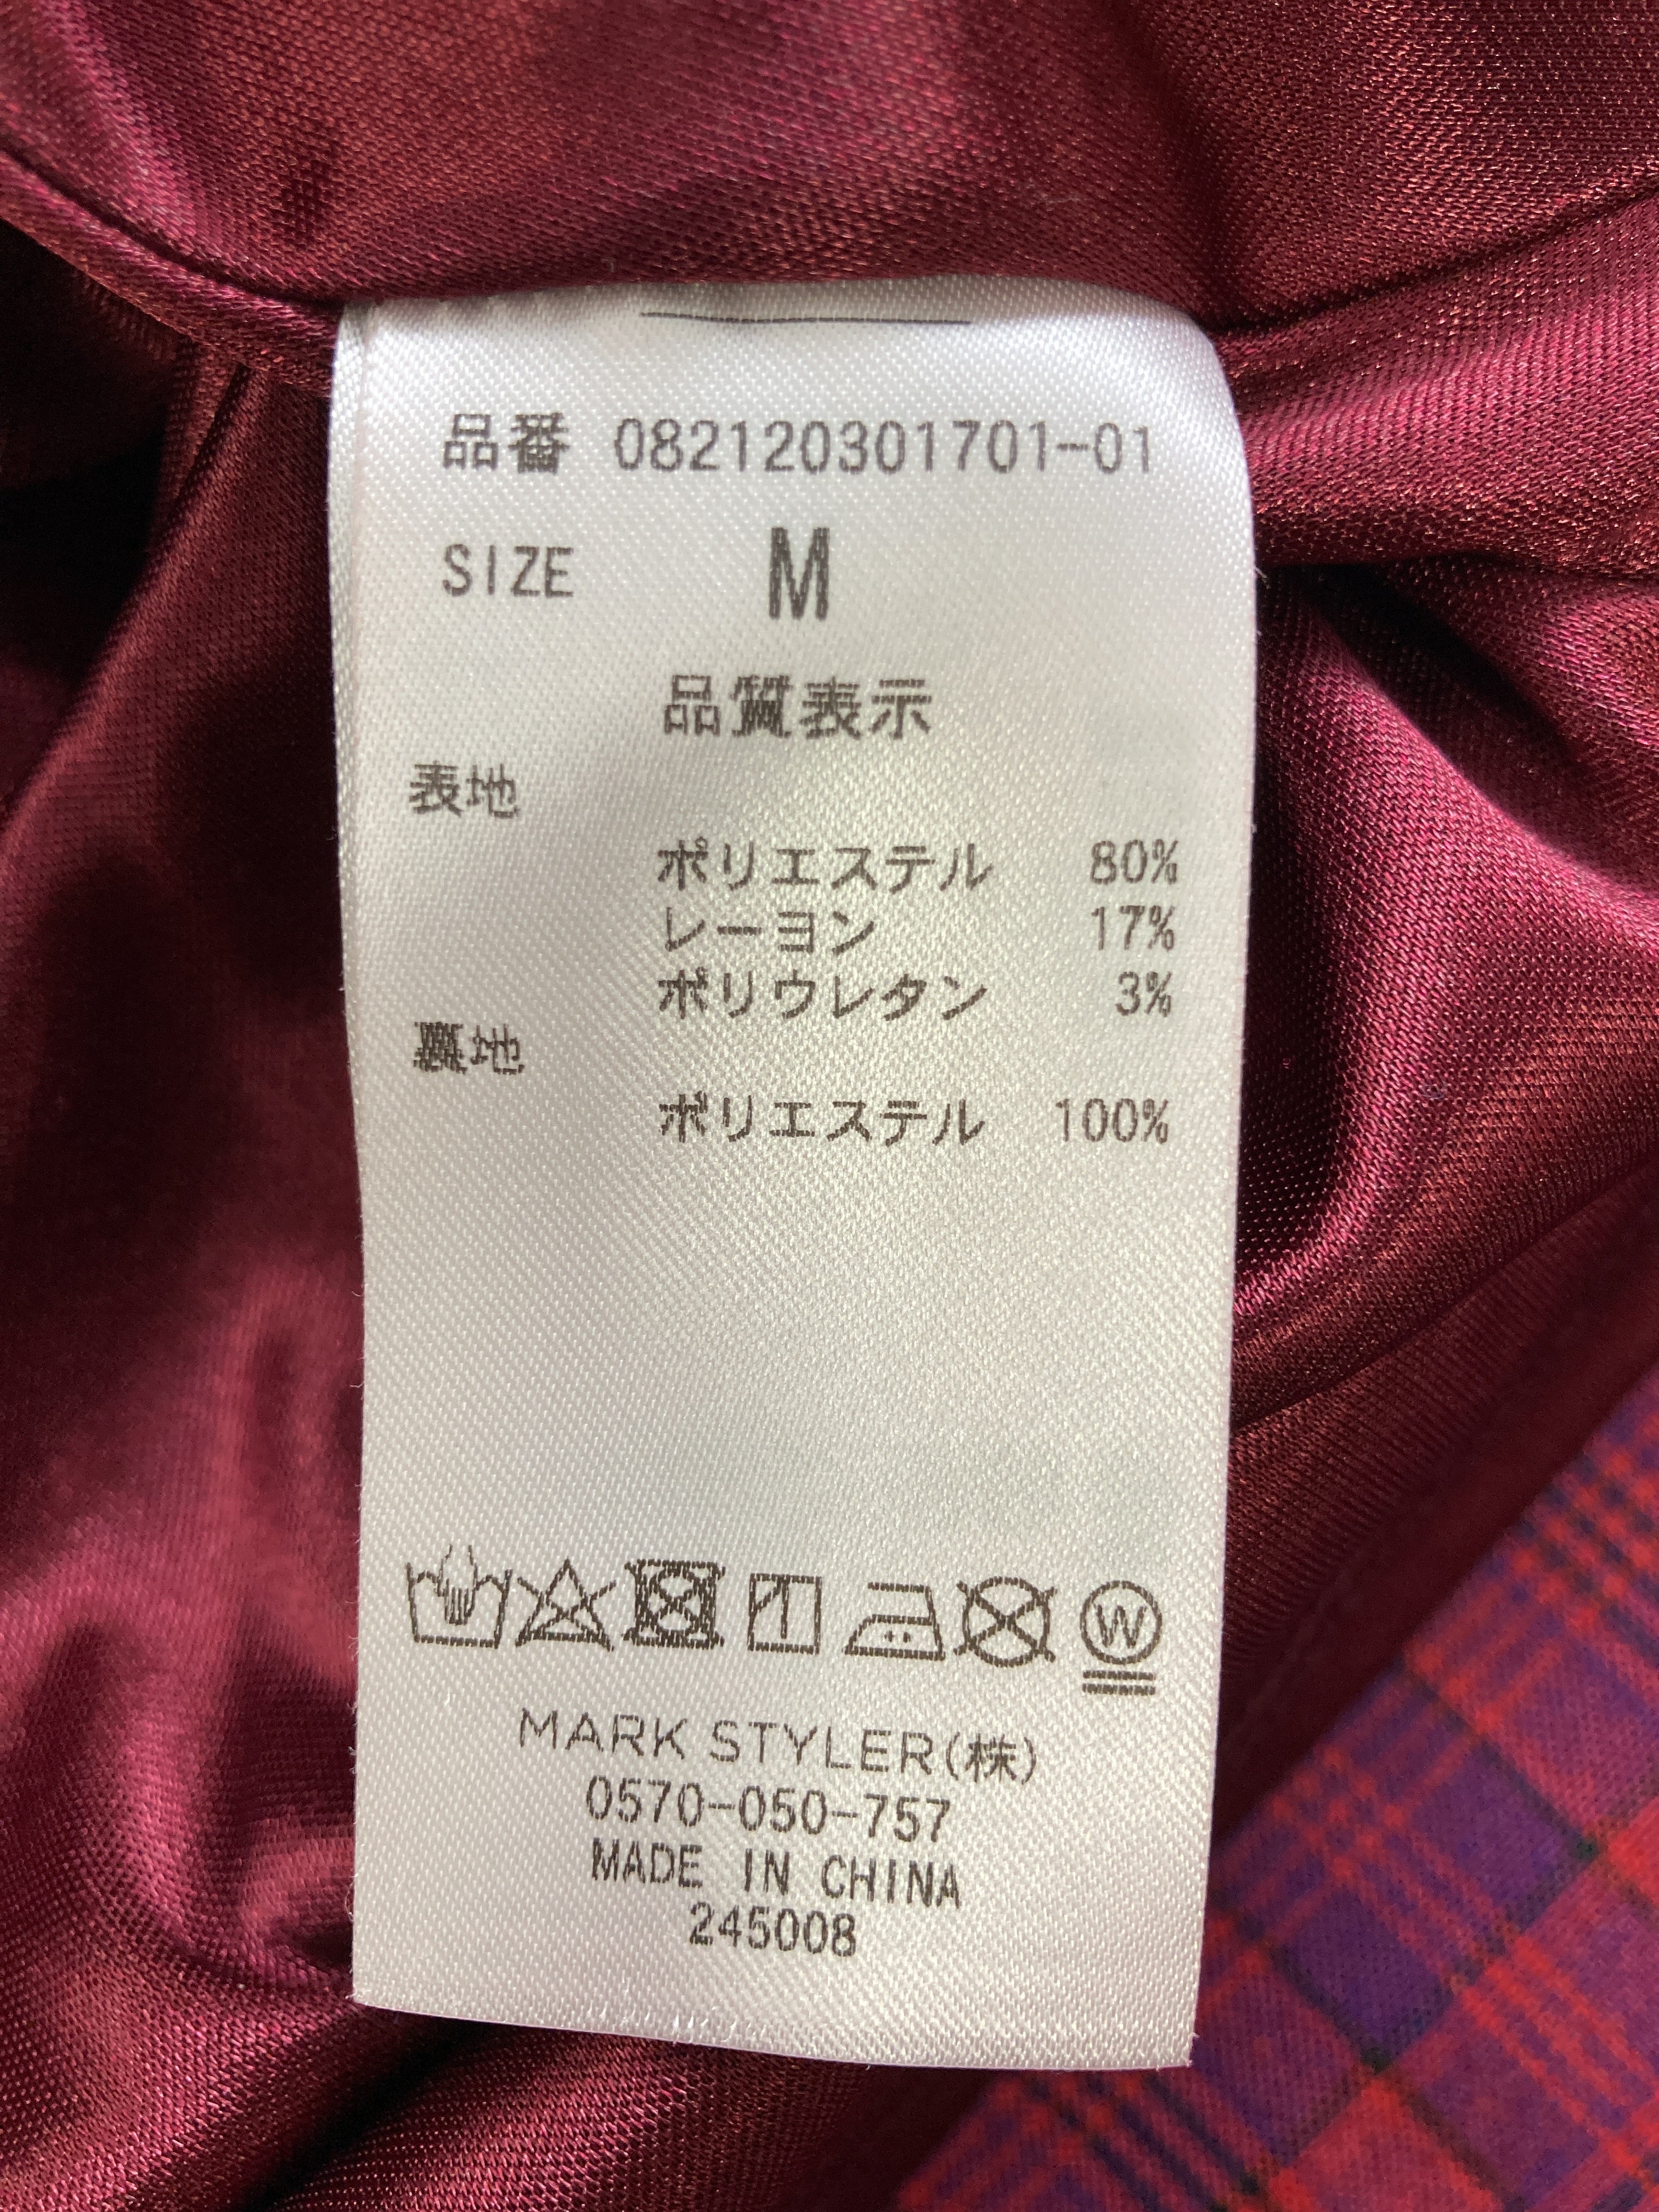 品番 082120301701-01
SIZE M
品質表示
表地
ポリエステル 80%
レーヨン 17%
ポリウレタン 3%
裏地
ポリエステル 100%
W
MARK STYLER(株)
0570-050-757
MADE IN CHINA
245008